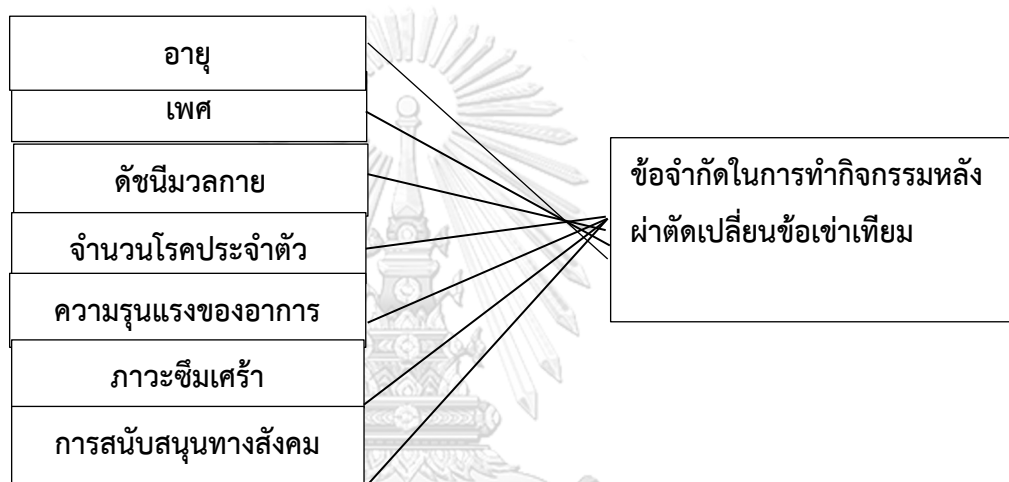 อายุ
เพศ
ดัชนีมวลกาย
จำนวนโรคประจำตัว
ความรุนแรงของอาการ
ภาวะซึมเศร้า
การสนับสนุนทางสังคม
ข้อจำกัดในการทำกิจกรรมหลัง
ผ่าตัดเปลี่ยนข้อเข่าเทียม